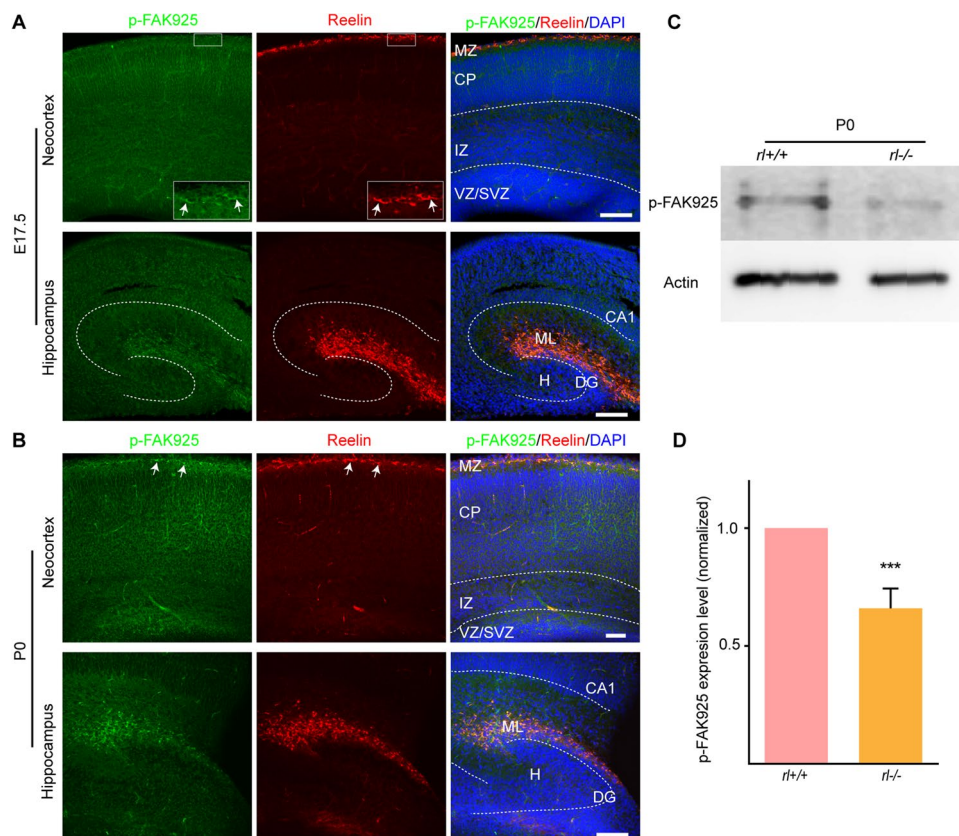 A
p-FAK925
Reelin
p-FAK925/Reelin/DAPI
E17.5
Neocortex
MZ
CP
IZ
VZ/SVZ
Hippocampus
CA1
ML
H
DG
B
p-FAK925
Reelin
p-FAK925/Reelin/DAPI
P0
Neocortex
MZ
CP
IZ
VZ/SVZ
Hippocampus
CA1
ML
H
DG
C
P0
rl+/+
rl-/-
p-FAK925
Actin
D
p-FAK925 expresion level (normalized)
1.0
0.5
***
rl+/+
rl-/-